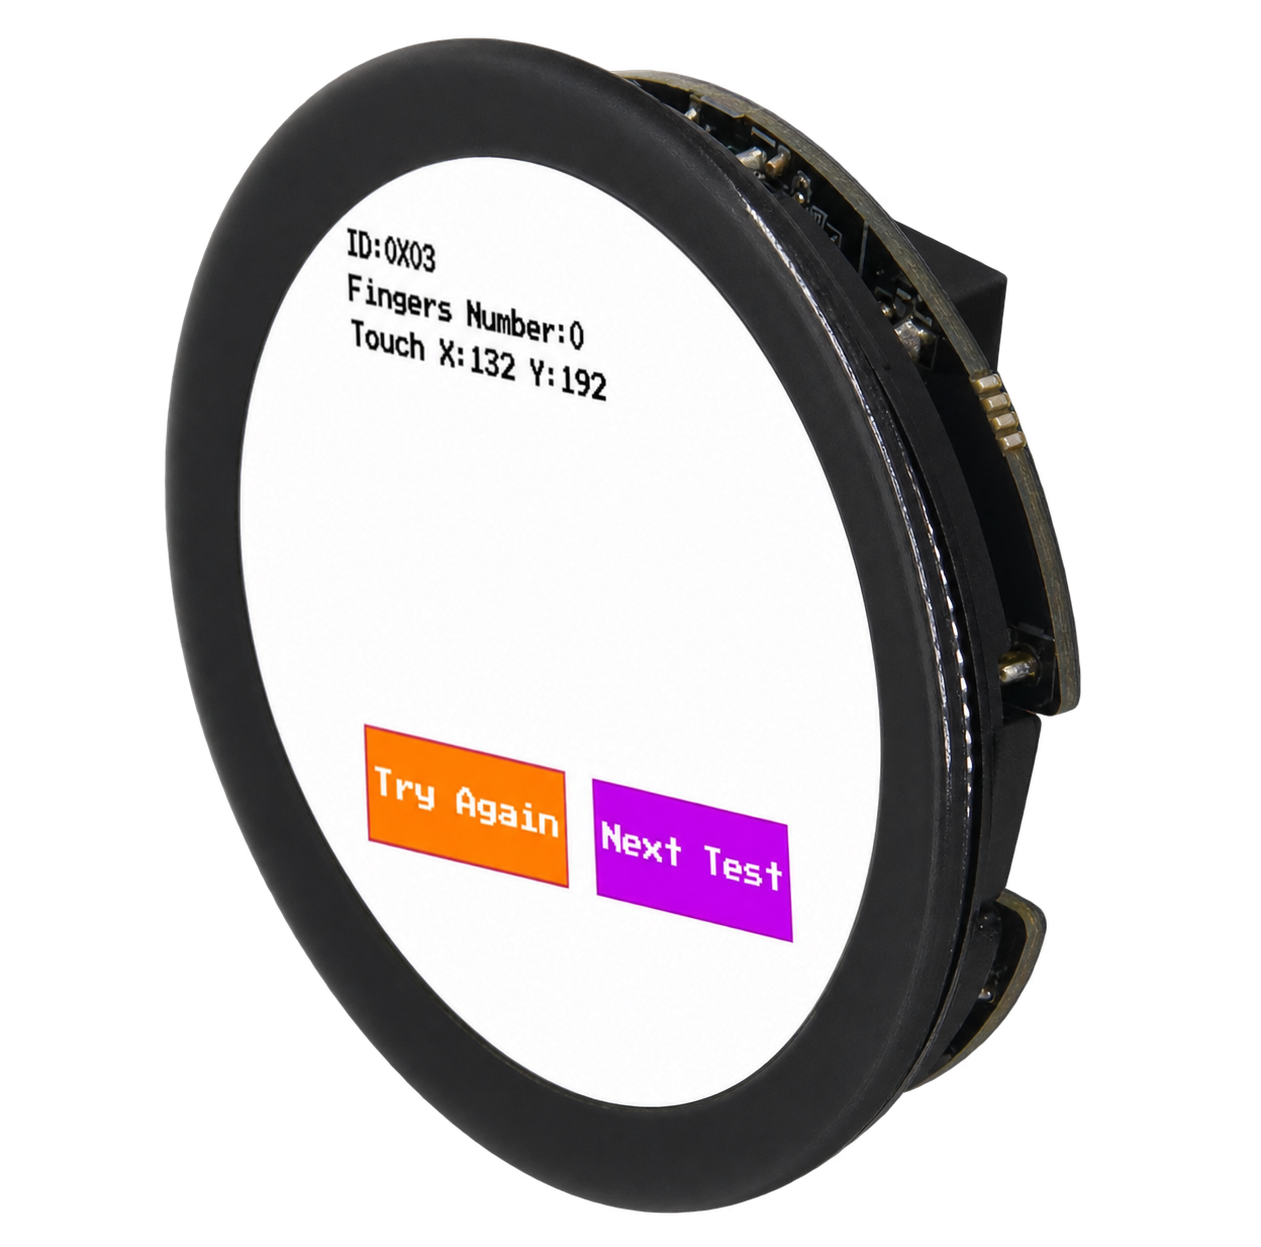 ID:0X03
Fingers Number:0
Touch X:132 Y:192
Try Again
Next Test